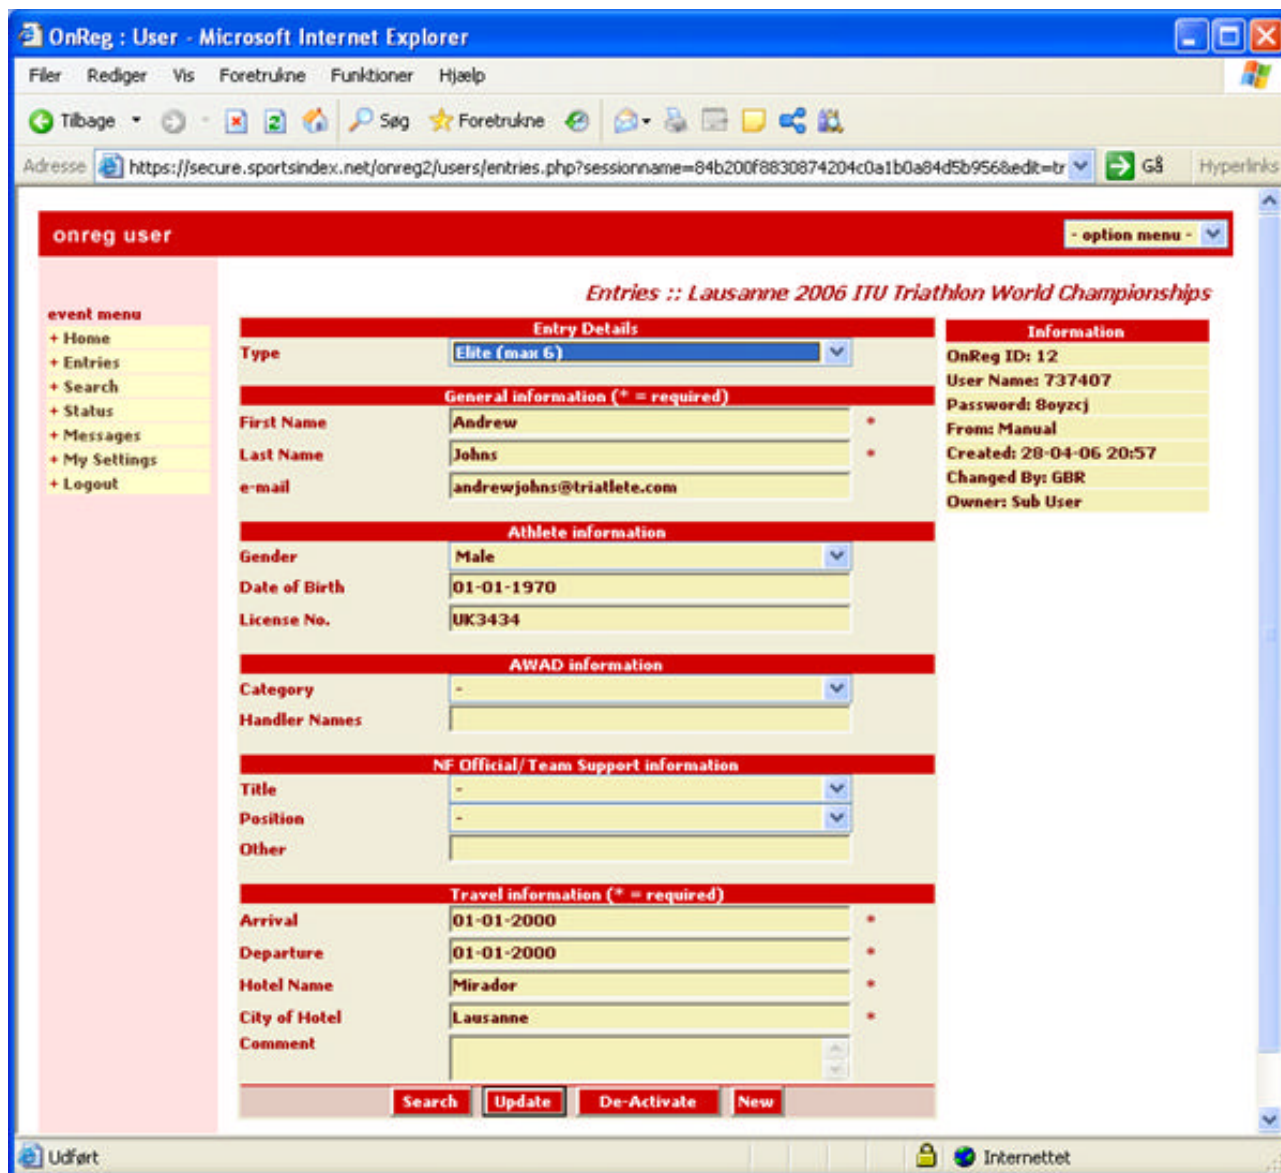 OnReg : User - Microsoft Internet Explorer
Filer Rediger Vis Foretrukne Funktioner Hjælp
Tilbage Søg Foretrukne
Adresse https://secure.sportsindex.net/onreg2/users/entries.php?sessionname=84b200f8830874204c0a1b0a84d5b956&edit=tr Gå Hyperlinks
onreg user - option menu -
Entries :: Lausanne 2006 ITU Triathlon World Championships
event menu
+ Home
+ Entries
+ Search
+ Status
+ Messages
+ My Settings
+ Logout
Entry Details
Type Elite (max 6)
General information (* = required)
First Name Andrew *
Last Name Johns *
e-mail andrewjohns@triatlete.com
Athlete information
Gender Male
Date of Birth 01-01-1970
License No. UK3434
AWAD information
Category -
Handler Names
NF Official/Team Support information
Title -
Position -
Other
Travel information (* = required)
Arrival 01-01-2000 *
Departure 01-01-2000 *
Hotel Name Mirador *
City of Hotel Lausanne *
Comment
Search Update De-Activate New
Information
OnReg ID: 12
User Name: 737407
Password: 8oyzcj
From: Manual
Created: 28-04-06 20:57
Changed By: GBR
Owner: Sub User
Udført Internettet